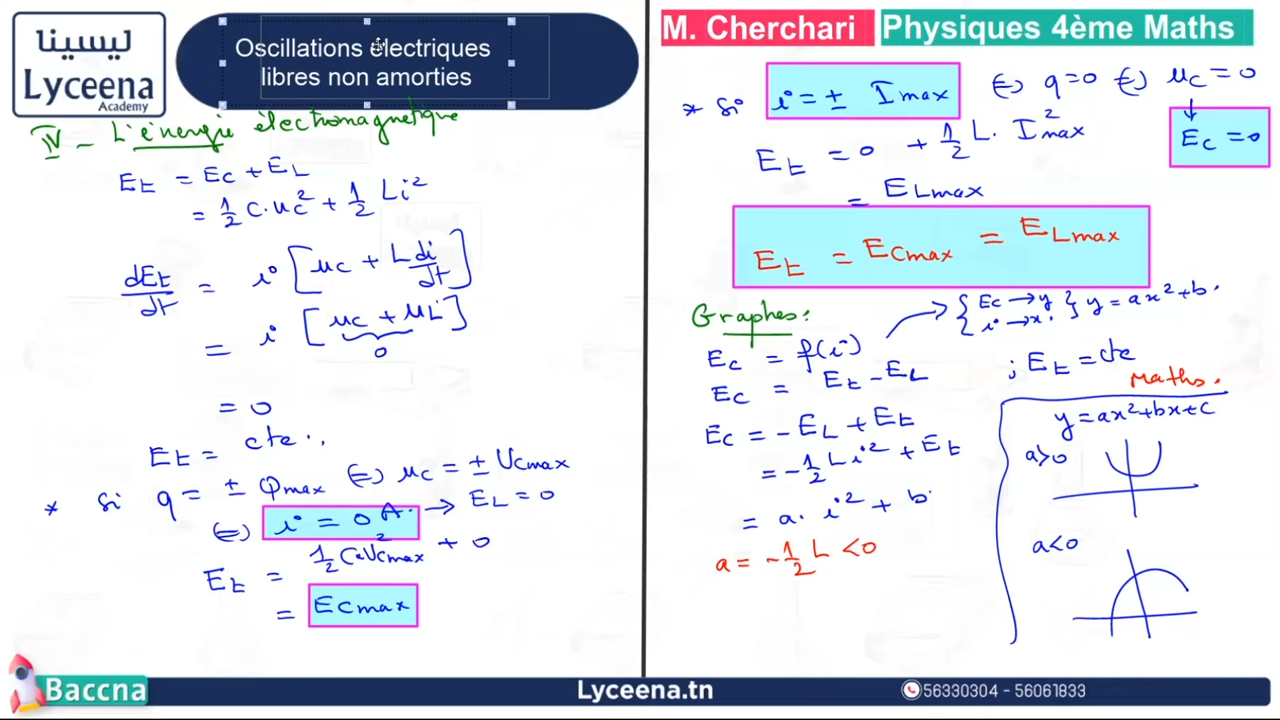 ليسينا
Lyceena
Academy
Oscillations électriques
libres non amorties
IV - L'énergie électromagnétique
Et = Ec + EL
= 1/2 C.uc² + 1/2 Li²
dEt/dt = i [uc + L di/dt]
= i [uc + uL]
0
= 0
Et = cte.
* Si q = ± Qmax (=) uc = ± Ucmax
(=) i = 0 A. → EL = 0
Et = 1/2 C.Ucmax² + 0
= Ecmax
M. Cherchari Physiques 4ème Maths
* Si i = ± Imax (=) q = 0 (=) uc = 0
Ec = 0
Et = 0 + 1/2 L. Imax²
= ELmax
Et = Ecmax = ELmax
Graphes:
{ Ec → y
i → x. } y = ax² + b.
Ec = f(i)
Ec = Et - EL ; Et = cte
Ec = - EL + Et
= - 1/2 Li² + Et
= a. i² + b
a = - 1/2 L < 0
Maths.
y = ax² + bx + c
a>0
a<0
Baccna
Lyceena.tn
56330304 - 56061833